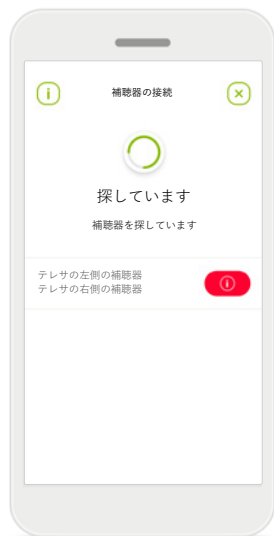 補聴器の接続
探しています
補聴器を探しています
テレサの左側の補聴器
テレサの右側の補聴器